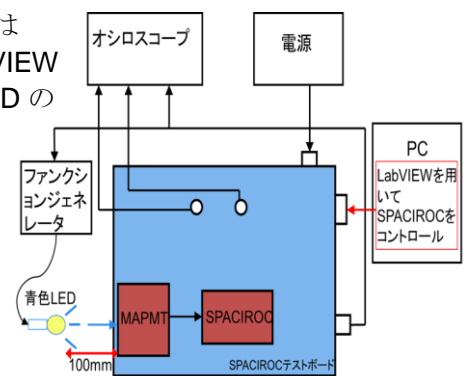 は
VIEW
D の
オシロスコープ
電源
PC
LabVIEWを用
いて
SPACIROCを
コントロール
ファンクシ
ョンジェネ
レータ
青色LED
MAPMT
SPACIROC
100mm
SPACIROCテストボード